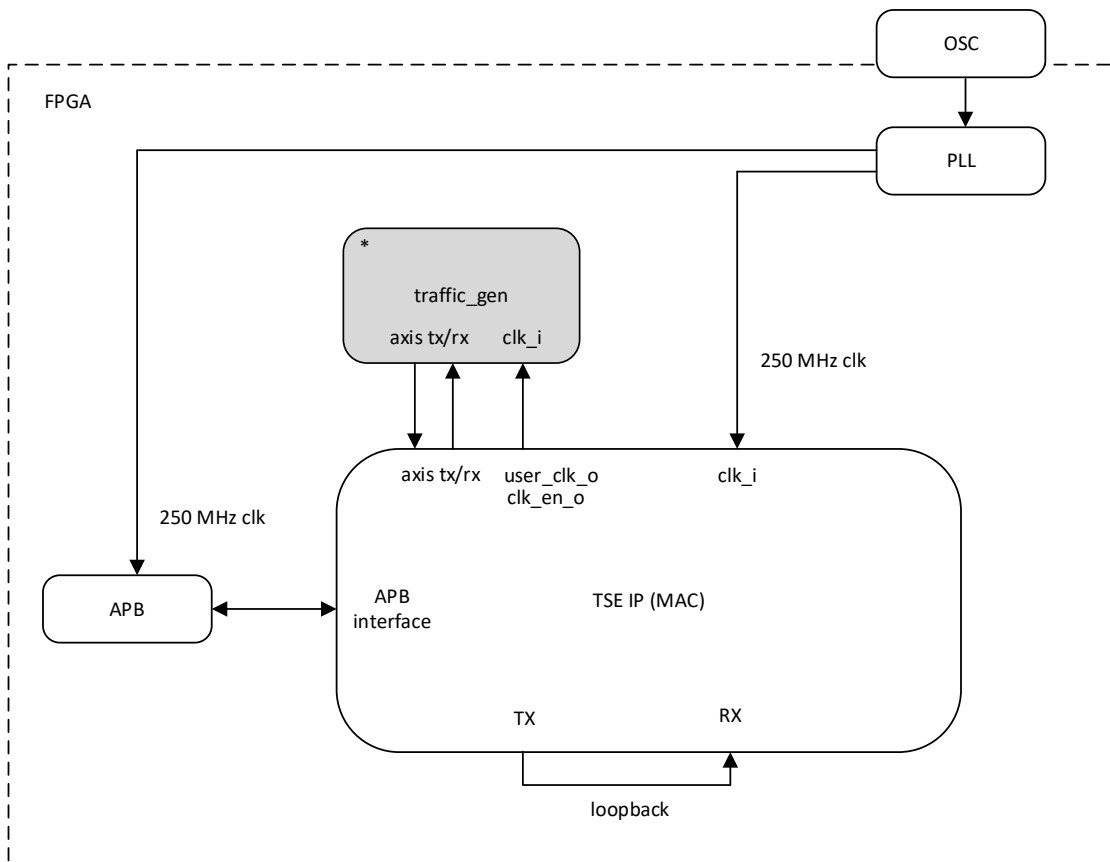 OSC
FPGA
PLL
*
traffic_gen
axis tx/rx clk_i
250 MHz clk
axis tx/rx user_clk_o clk_i
clk_en_o
250 MHz clk
APB
APB
interface
TSE IP (MAC)
TX RX
loopback